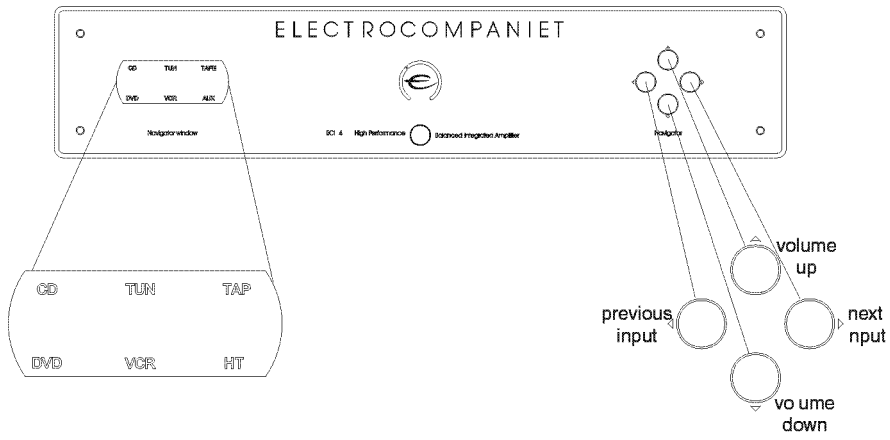 ELECTROCOMPANIET
CD TUN TAPE
DVD VCR AUX
Navigator window
ECI 4 High Performance Balanced Integrated Amplifier
Navigator
CD TUN TAP
DVD VCR HT
volume
up
previous
input
next
nput
vo ume
down